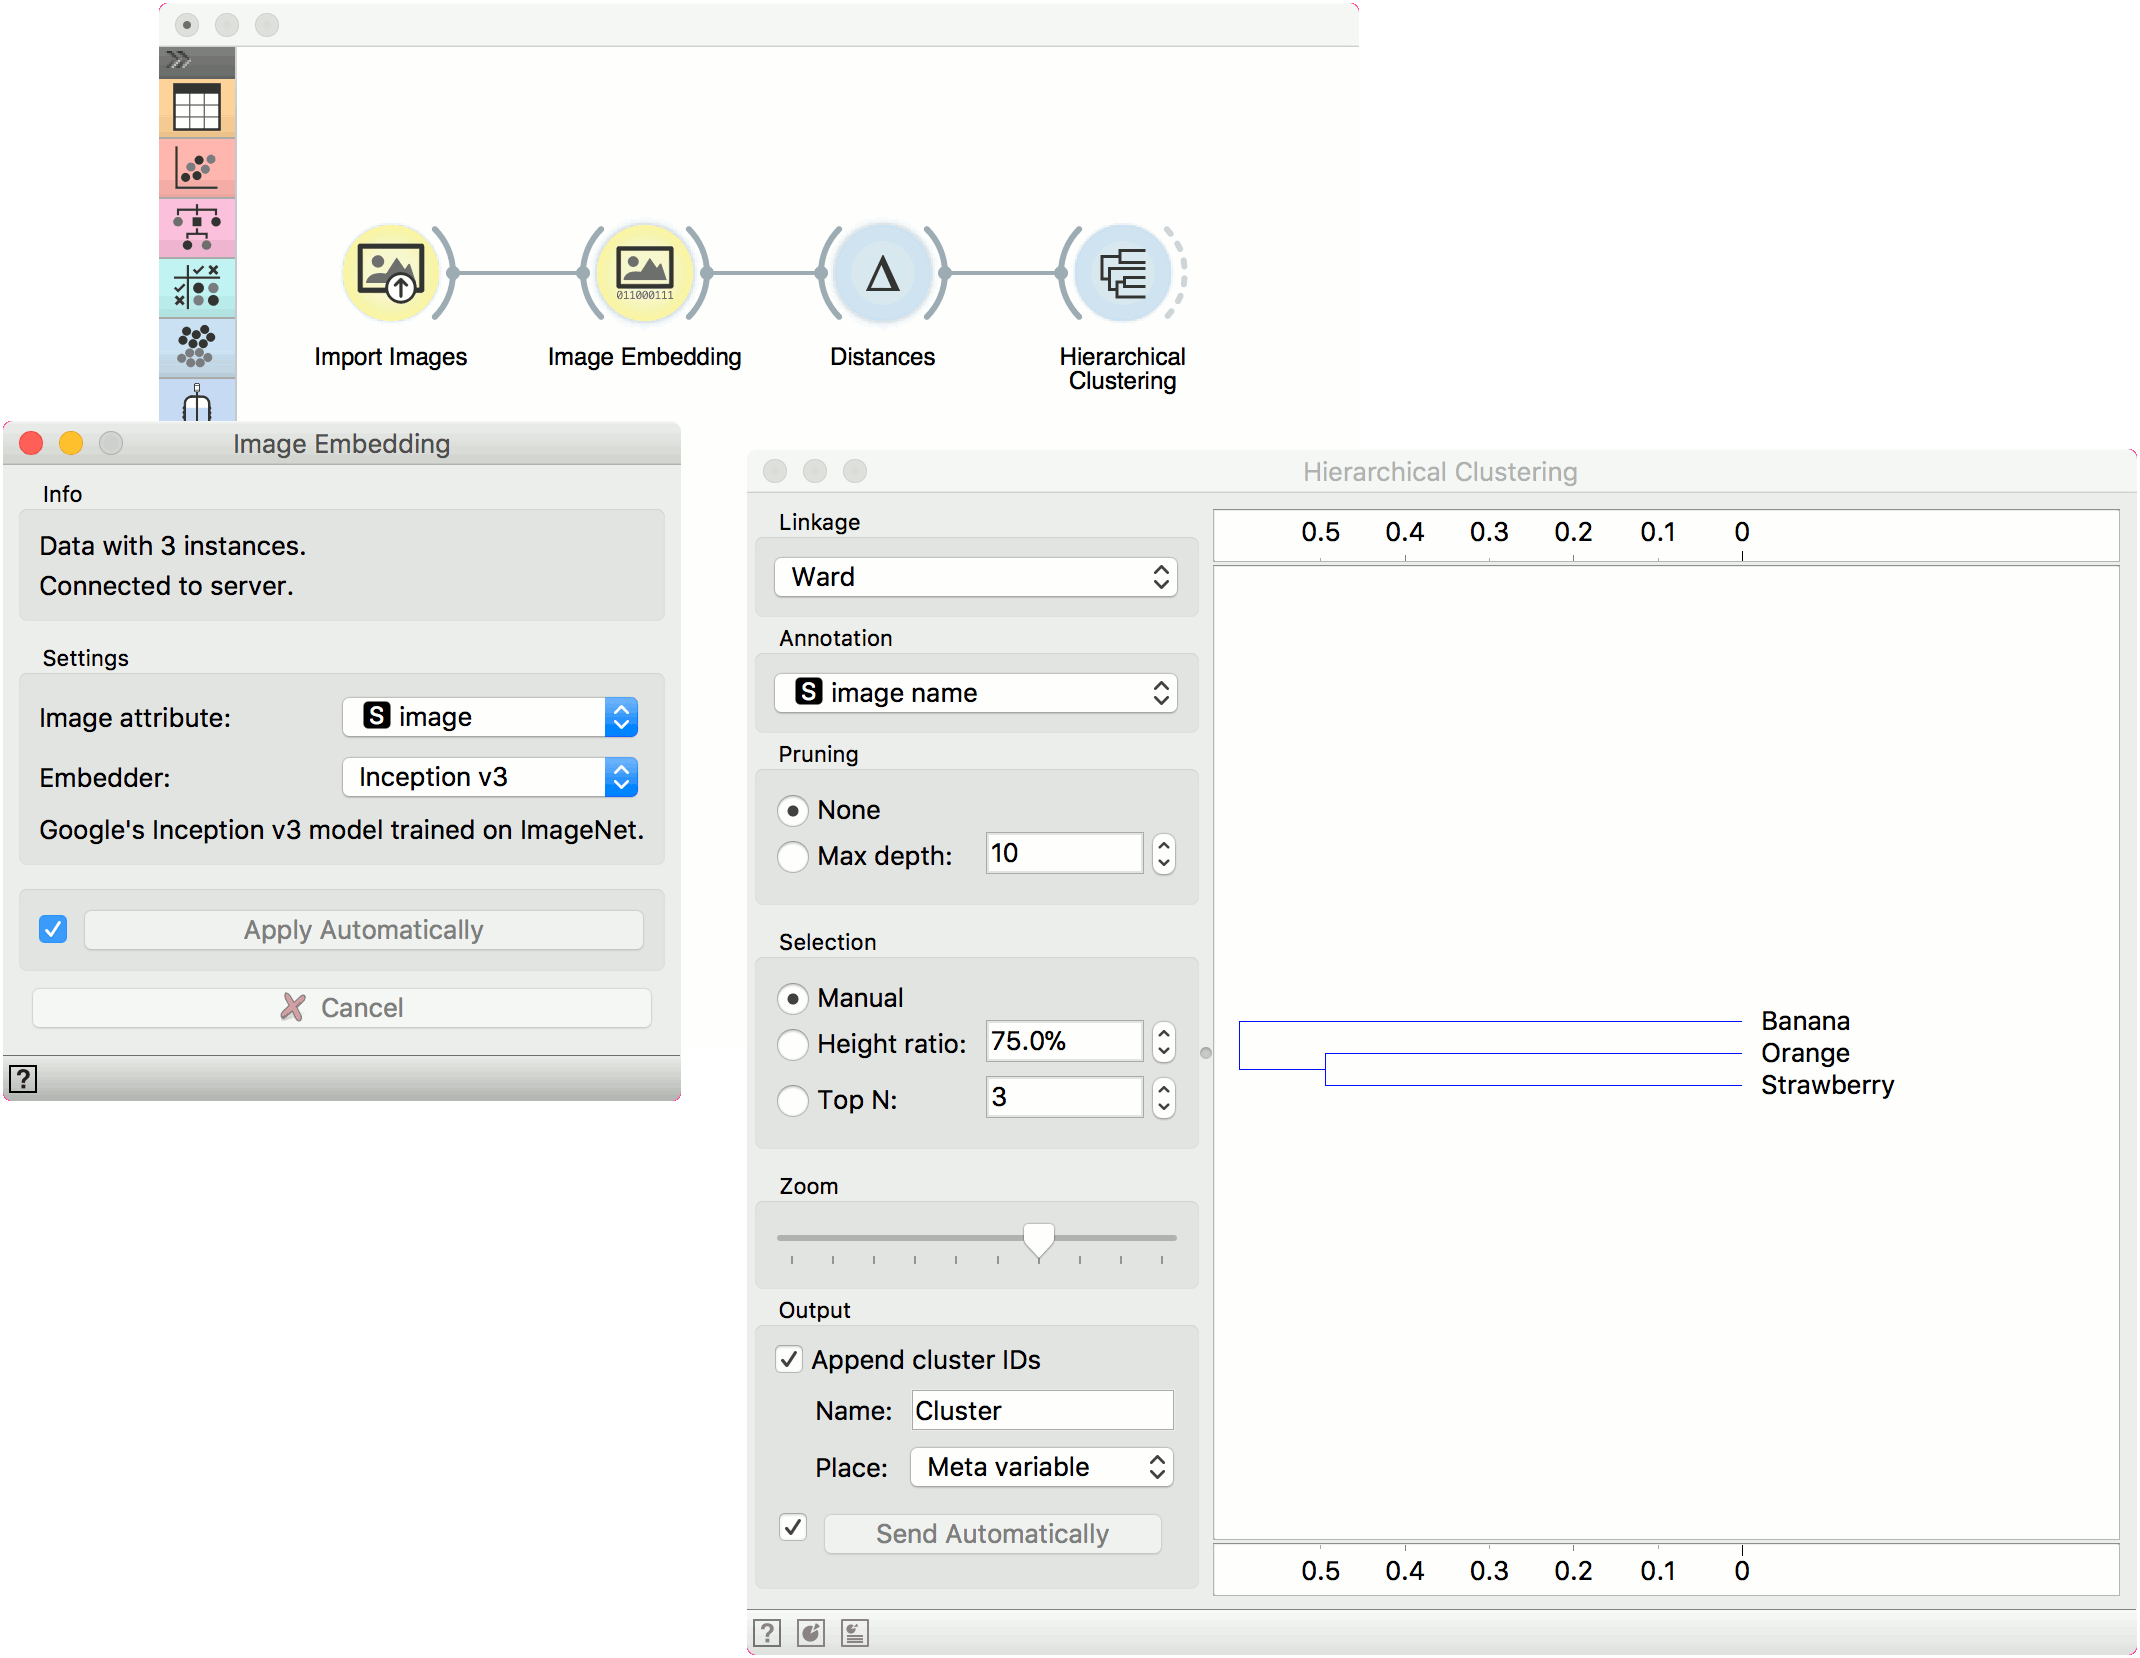 011000111
Import Images
Image Embedding
Distances
Hierarchical
Clustering
Image Embedding
Info
Data with 3 instances.
Connected to server.
Settings
Image attribute:
S image
Embedder:
Inception v3
Google's Inception v3 model trained on ImageNet.
Apply Automatically
Cancel
?
Hierarchical Clustering
Linkage
Ward
Annotation
S image name
Pruning
None
Max depth: 10
Selection
Manual
Height ratio: 75.0%
Top N: 3
Zoom
Output
Append cluster IDs
Name: Cluster
Place: Meta variable
Send Automatically
0.5 0.4 0.3 0.2 0.1 0
Banana
Orange
Strawberry
0.5 0.4 0.3 0.2 0.1 0
?